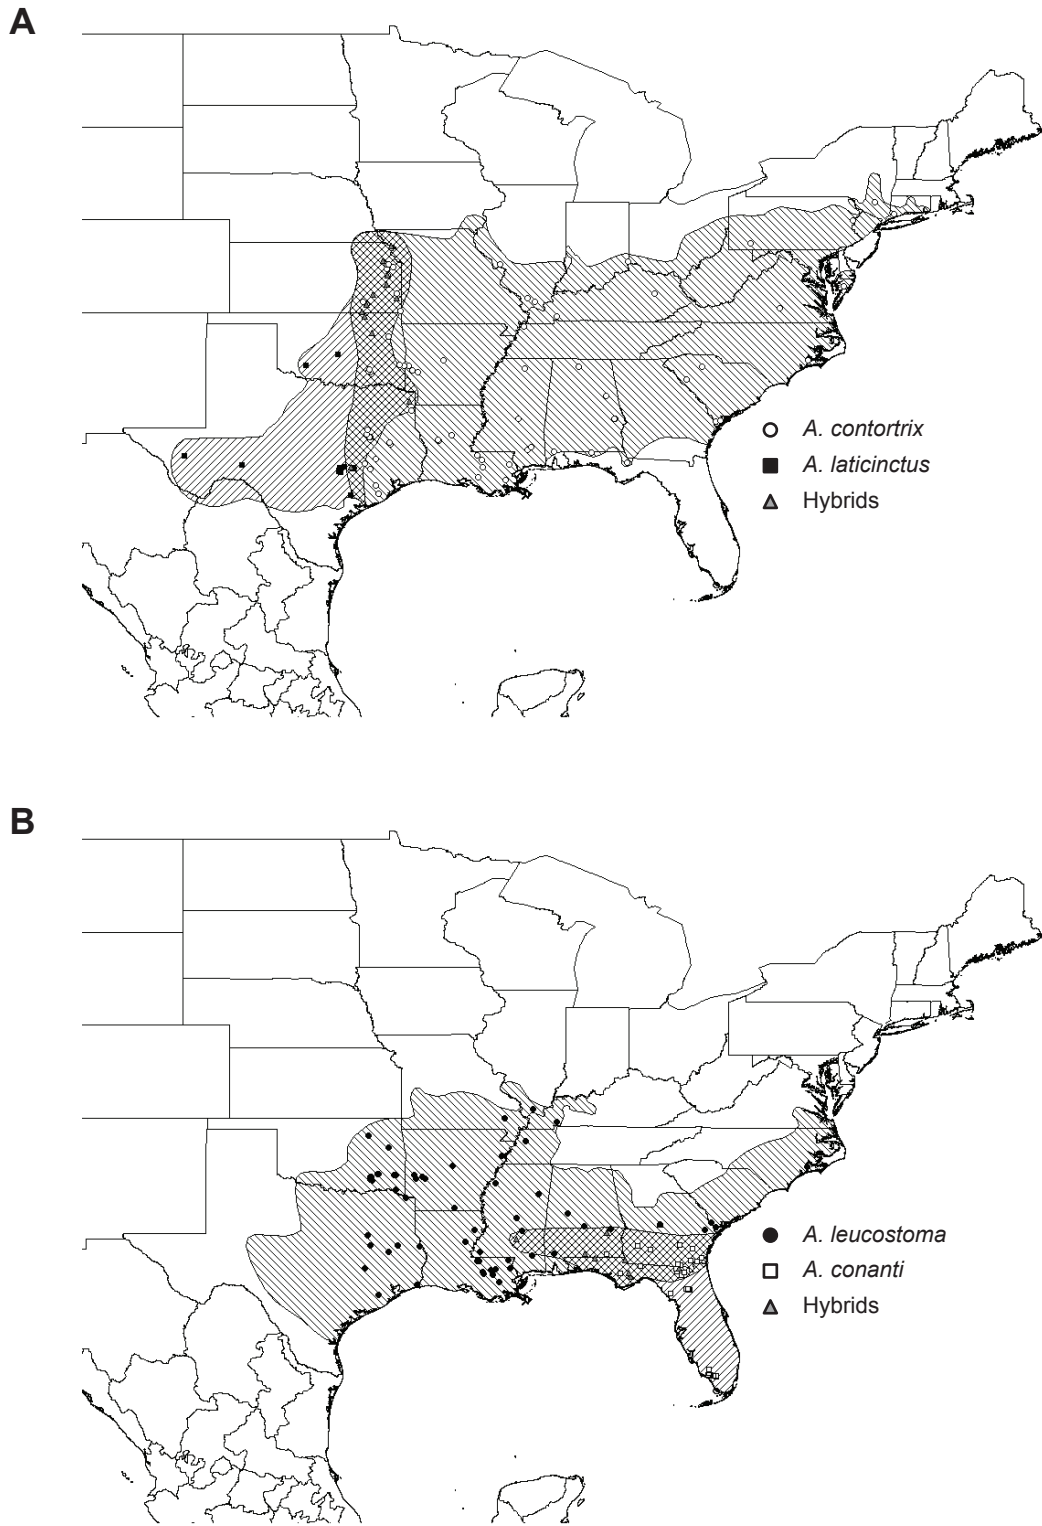 A
A. contortrix
A. laticinctus
Hybrids
B
A. leucostoma
A. conanti
Hybrids